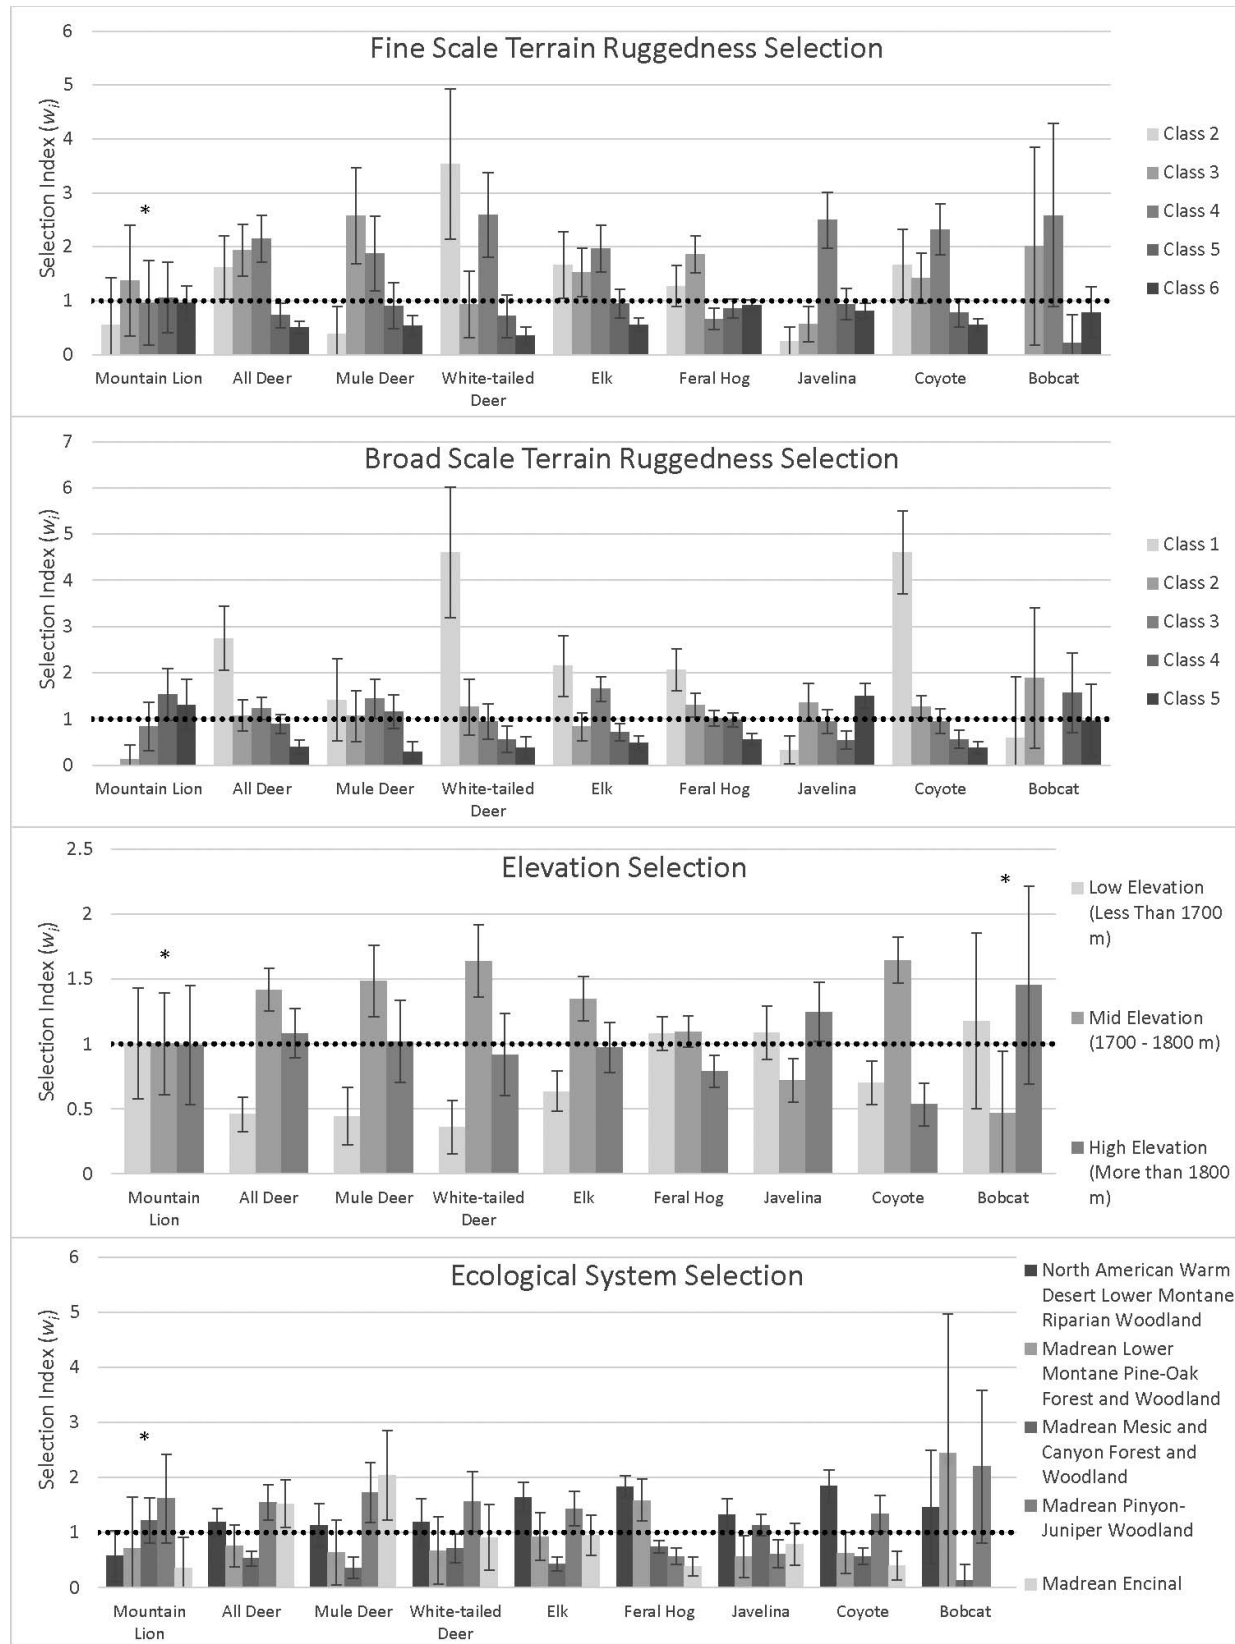 Fine Scale Terrain Ruggedness Selection
Selection Index (wi)
6
5
4
3
2
1
0
*
Mountain Lion
All Deer
Mule Deer
White-tailed
Deer
Elk
Feral Hog
Javelina
Coyote
Bobcat
Class 2
Class 3
Class 4
Class 5
Class 6
Broad Scale Terrain Ruggedness Selection
Selection Index (wi)
7
6
5
4
3
2
1
0
Mountain Lion
All Deer
Mule Deer
White-tailed
Deer
Elk
Feral Hog
Javelina
Coyote
Bobcat
Class 1
Class 2
Class 3
Class 4
Class 5
Elevation Selection
Selection Index (wi)
2.5
2
1.5
1
0.5
0
*
*
Mountain
Lion
All Deer
Mule Deer
White-tailed
Deer
Elk
Feral Hog
Javelina
Coyote
Bobcat
Low Elevation
(Less Than 1700
m)
Mid Elevation
(1700 - 1800 m)
High Elevation
(More than 1800
m)
Ecological System Selection
Selection Index (wi)
6
5
4
3
2
1
0
*
Mountain
Lion
All Deer
Mule Deer
White-tailed
Deer
Elk
Feral Hog
Javelina
Coyote
Bobcat
North American Warm
Desert Lower Montane
Riparian Woodland
Madrean Lower
Montane Pine-Oak
Forest and Woodland
Madrean Mesic and
Canyon Forest and
Woodland
Madrean Pinyon-
Juniper Woodland
Madrean Encinal